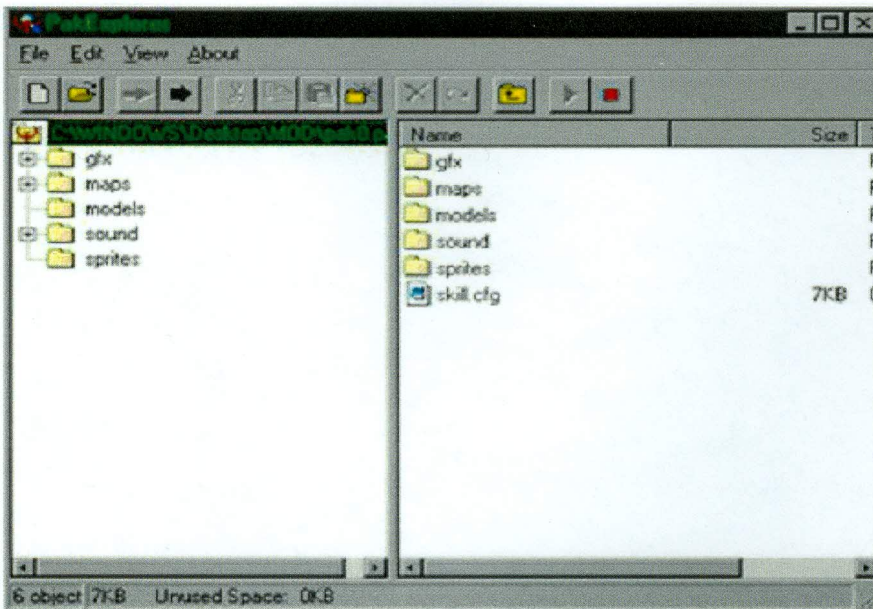 PakExplorer
File Edit View About
C:\WINDOWS\Desktop\MOD\pak0.p
gfx
maps
models
sound
sprites
Name Size
gfx
maps
models
sound
sprites
skill.cfg 7KB
6 object 7KB Unused Space: 0KB